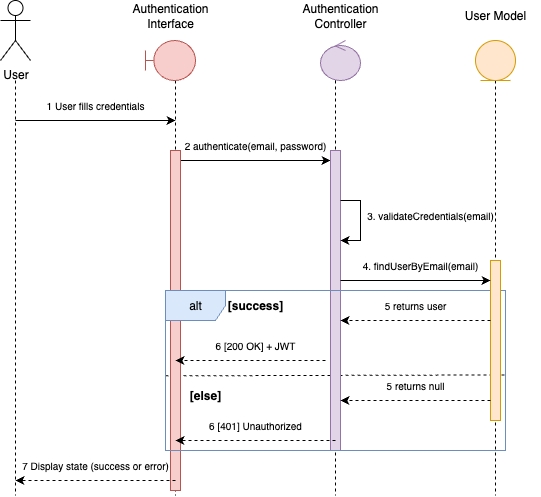 Authentication
Interface
Authentication
Controller
User Model
User
1 User fills credentials
2 authenticate(email, password)
3. validateCredentials(email)
4. findUserByEmail(email)
alt
[success]
5 returns user
6 [200 OK] + JWT
5 returns null
[else]
6 [401] Unauthorized
7 Display state (success or error)